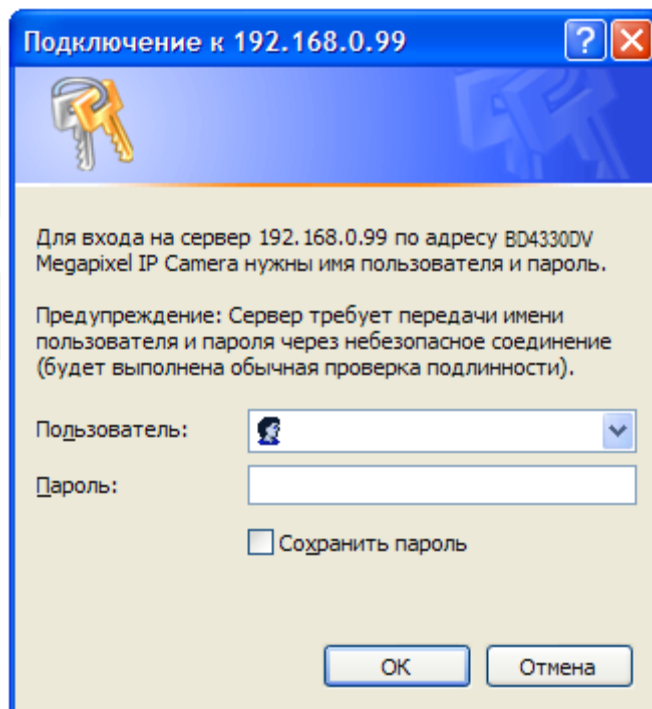 Подключение к 192.168.0.99
Для входа на сервер 192.168.0.99 по адресу BD4330DV
Megapixel IP Camera нужны имя пользователя и пароль.
Предупреждение: Сервер требует передачи имени
пользователя и пароля через небезопасное соединение
(будет выполнена обычная проверка подлинности).
Пользователь:
Пароль:
Сохранить пароль
ОК
Отмена